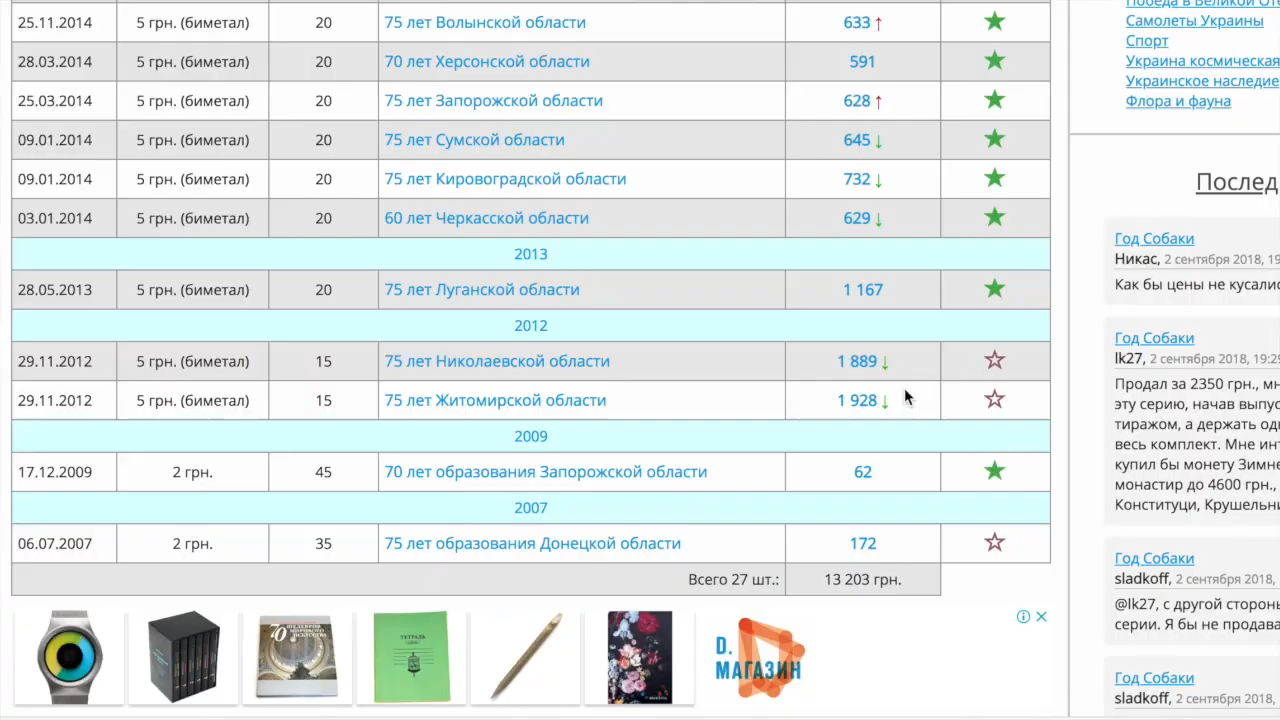 25.11.2014 5 грн. (биметал) 20 75 лет Волынской области 633 ↑
28.03.2014 5 грн. (биметал) 20 70 лет Херсонской области 591
25.03.2014 5 грн. (биметал) 20 75 лет Запорожской области 628 ↑
09.01.2014 5 грн. (биметал) 20 75 лет Сумской области 645 ↓
09.01.2014 5 грн. (биметал) 20 75 лет Кировоградской области 732 ↓
03.01.2014 5 грн. (биметал) 20 60 лет Черкасской области 629 ↓
2013
28.05.2013 5 грн. (биметал) 20 75 лет Луганской области 1 167
2012
29.11.2012 5 грн. (биметал) 15 75 лет Николаевской области 1 889 ↓
29.11.2012 5 грн. (биметал) 15 75 лет Житомирской области 1 928 ↓
2009
17.12.2009 2 грн. 45 70 лет образования Запорожской области 62
2007
06.07.2007 2 грн. 35 75 лет образования Донецкой области 172
Всего 27 шт.: 13 203 грн.
70 ШЕДЕВРОВ
ТЕТРАДЬ
D.
МАГАЗИН
Победа в Великой Оте
Самолеты Украины
Спорт
Украина космическая
Украинское наследие
Флора и фауна
Послед
Год Собаки
Никас, 2 сентября 2018, 19
Как бы цены не кусалис
Год Собаки
lk27, 2 сентября 2018, 19:29
Продал за 2350 грн., мн
эту серию, начав выпус
тиражом, а держать одн
весь комплект. Мне инт
купил бы монету Зимне
монастир до 4600 грн.,
Конституци, Крушельни
Год Собаки
sladkoff, 2 сентября 2018,
@lk27, с другой стороны
серии. Я бы не продава
Год Собаки
sladkoff, 2 сентября 2018,